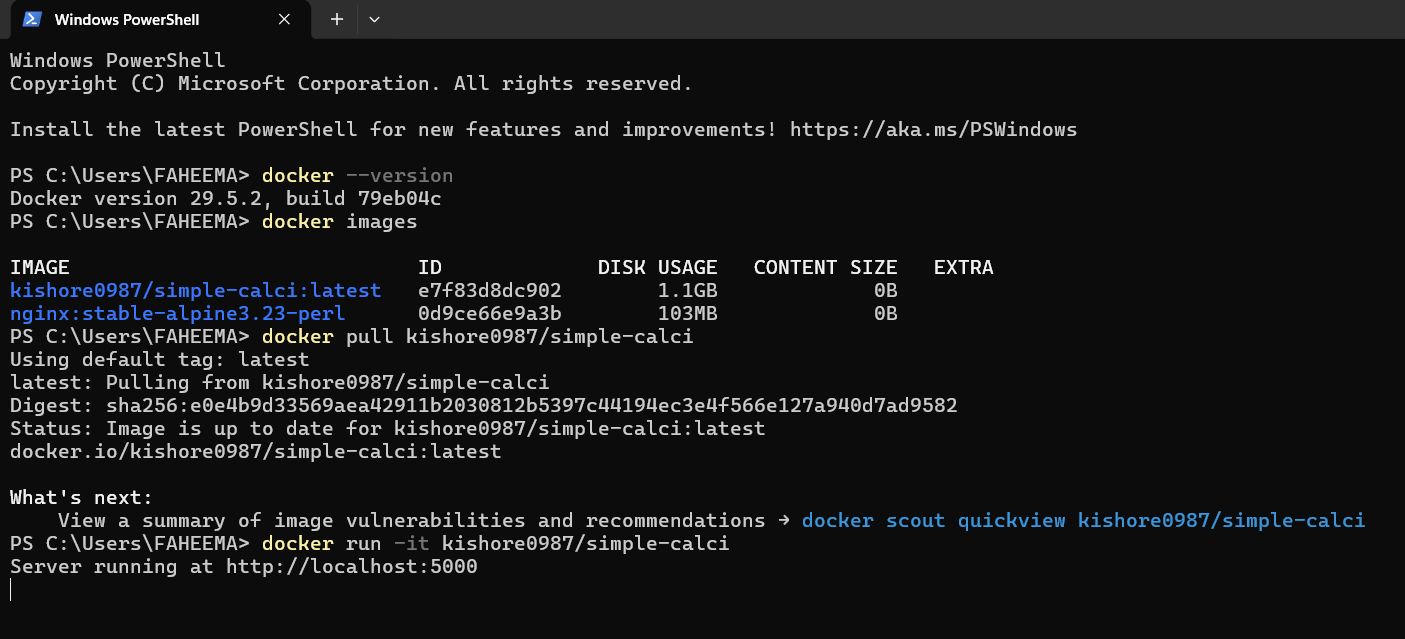 Windows PowerShell
Windows PowerShell
Copyright (C) Microsoft Corporation. All rights reserved.
Install the latest PowerShell for new features and improvements! https://aka.ms/PSWindows
PS C:\Users\FAHEEMA> docker --version
Docker version 29.5.2, build 79eb04c
PS C:\Users\FAHEEMA> docker images
IMAGE ID DISK USAGE CONTENT SIZE EXTRA
kishore0987/simple-calci:latest e7f83d8dc902 1.1GB 0B
nginx:stable-alpine3.23-perl 0d9ce66e9a3b 103MB 0B
PS C:\Users\FAHEEMA> docker pull kishore0987/simple-calci
Using default tag: latest
latest: Pulling from kishore0987/simple-calci
Digest: sha256:e0e4b9d33569aea42911b2030812b5397c44194ec3e4f566e127a940d7ad9582
Status: Image is up to date for kishore0987/simple-calci:latest
docker.io/kishore0987/simple-calci:latest
What's next:
View a summary of image vulnerabilities and recommendations → docker scout quickview kishore0987/simple-calci
PS C:\Users\FAHEEMA> docker run -it kishore0987/simple-calci
Server running at http://localhost:5000